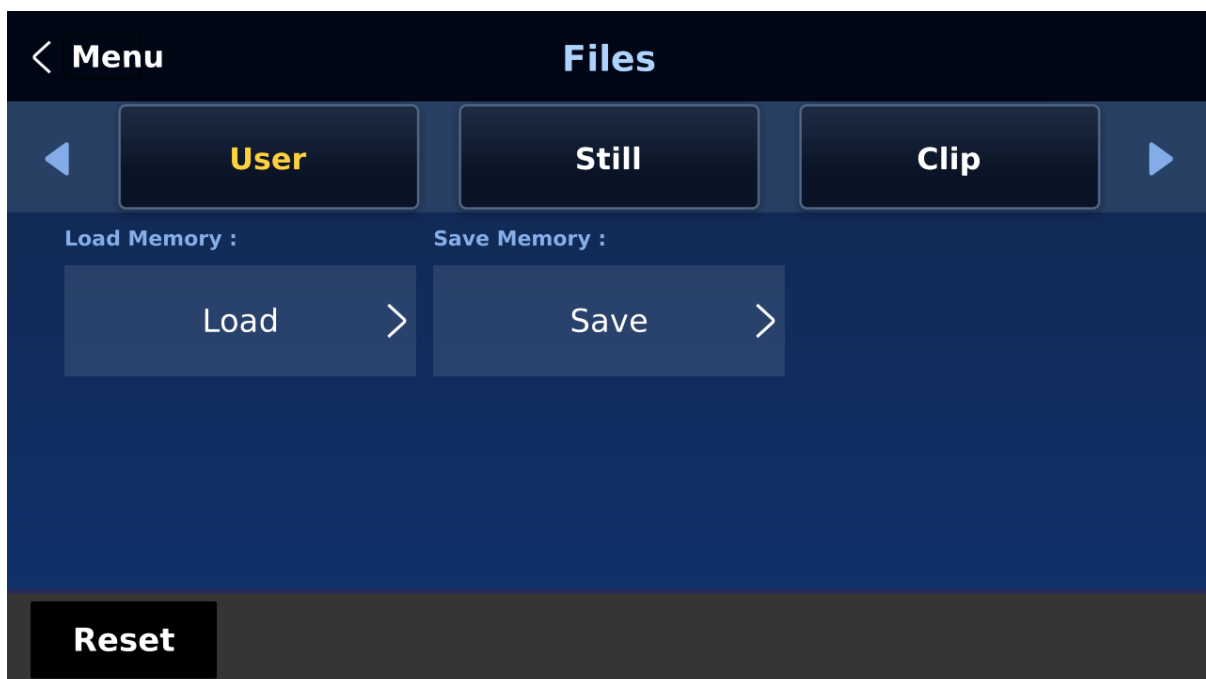 Menu
Files
User
Still
Clip
Load Memory :
Save Memory :
Load
Save
Reset